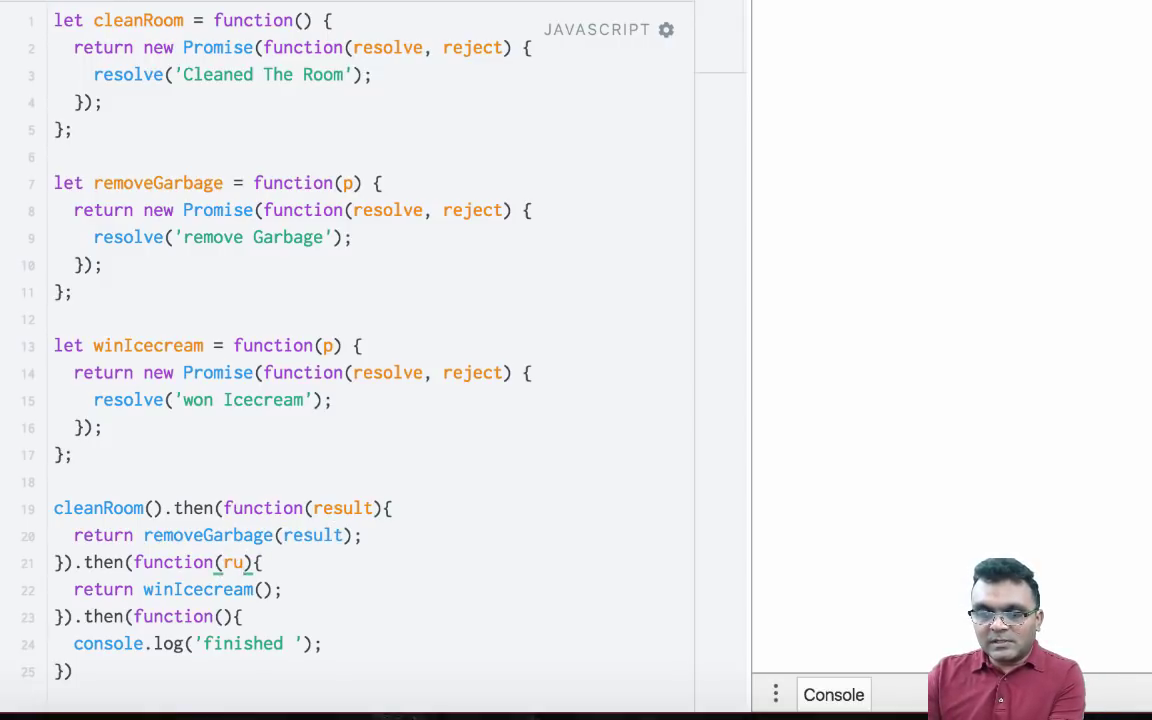 1 let cleanRoom = function() {
JAVASCRIPT
2 return new Promise(function(resolve, reject) {
3 resolve('Cleaned The Room');
4 });
5 };
6
7 let removeGarbage = function(p) {
8 return new Promise(function(resolve, reject) {
9 resolve('remove Garbage');
10 });
11 };
12
13 let winIcecream = function(p) {
14 return new Promise(function(resolve, reject) {
15 resolve('won Icecream');
16 });
17 };
18
19 cleanRoom().then(function(result){
20 return removeGarbage(result);
21 }).then(function(ru){
22 return winIcecream();
23 }).then(function(){
24 console.log('finished ');
25 })
Console